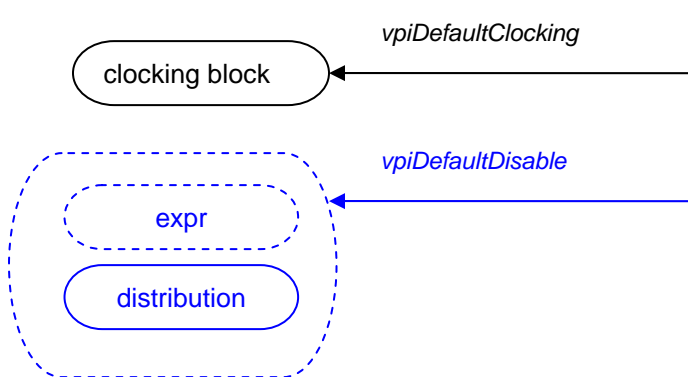 vpiDefaultClocking
clocking block
vpiDefaultDisable
expr
distribution